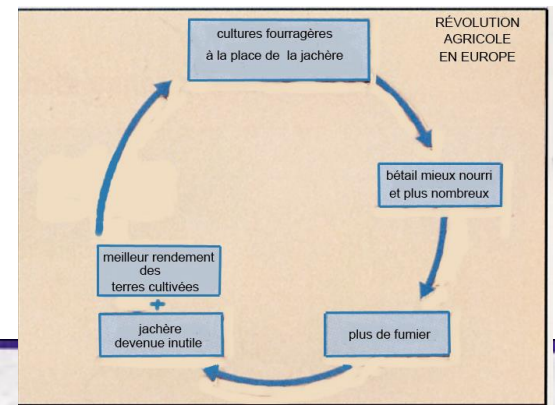 RÉVOLUTION
AGRICOLE
EN EUROPE
cultures fourragères
à la place de la jachère
bétail mieux nourri
et plus nombreux
plus de fumier
jachère
devenue inutile
+
meilleur rendement
des
terres cultivées